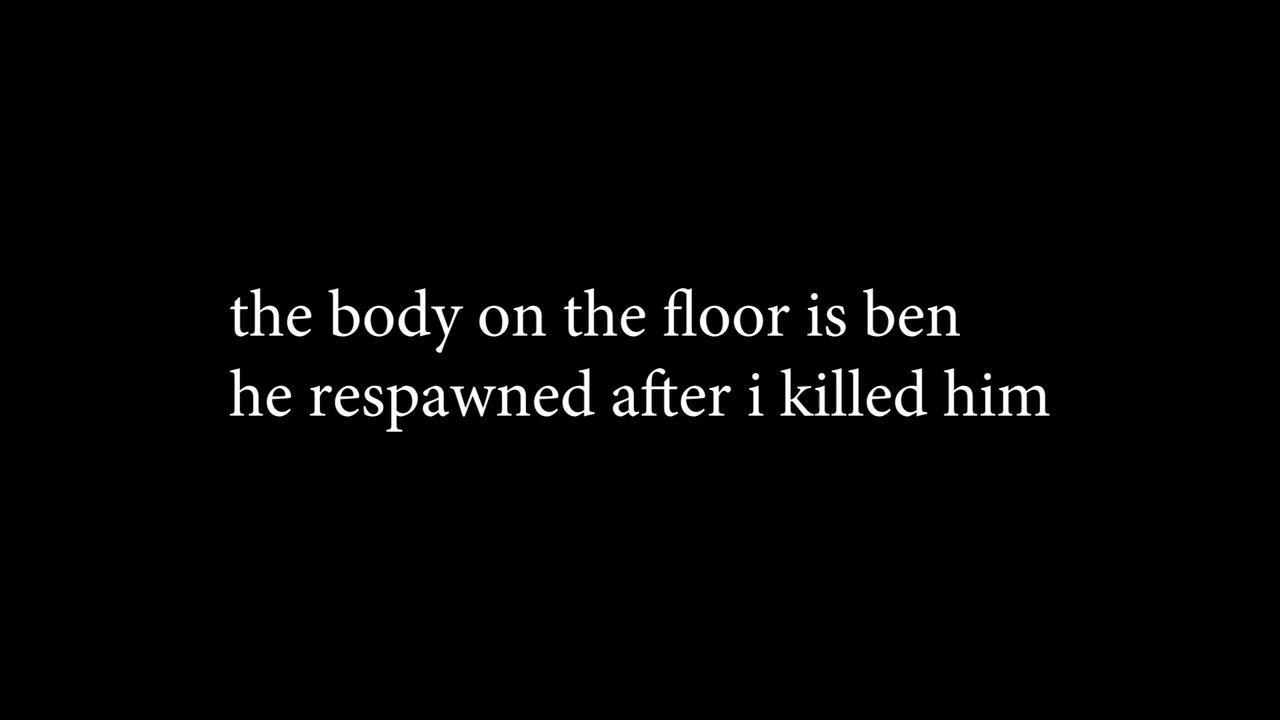 the body on the floor is ben
he respawned after i killed him